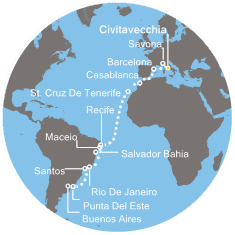 Civitavecchia
Savona
Barcelona
Casablanca
St. Cruz De Tenerife
Recife
Maceio
Salvador Bahia
Santos
Rio De Janeiro
Punta Del Este
Buenos Aires